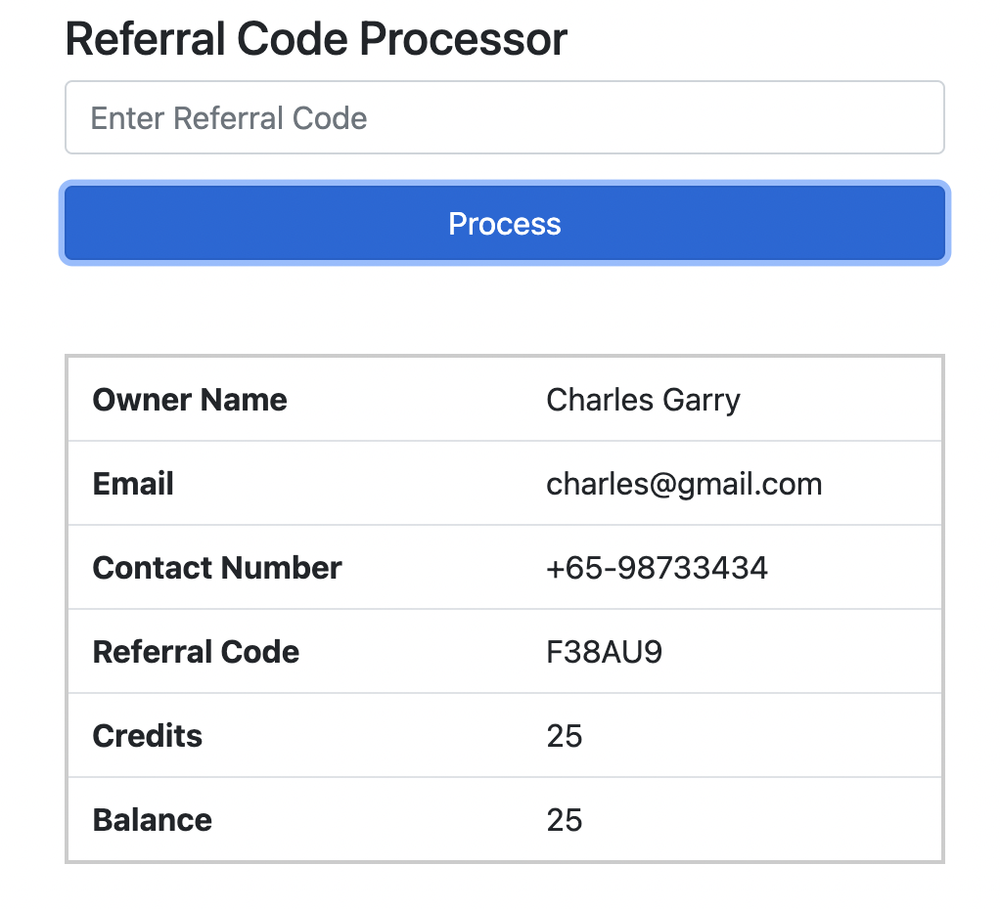 Referral Code Processor
Enter Referral Code
Process
Owner Name Charles Garry
Email charles@gmail.com
Contact Number +65-98733434
Referral Code F38AU9
Credits 25
Balance 25